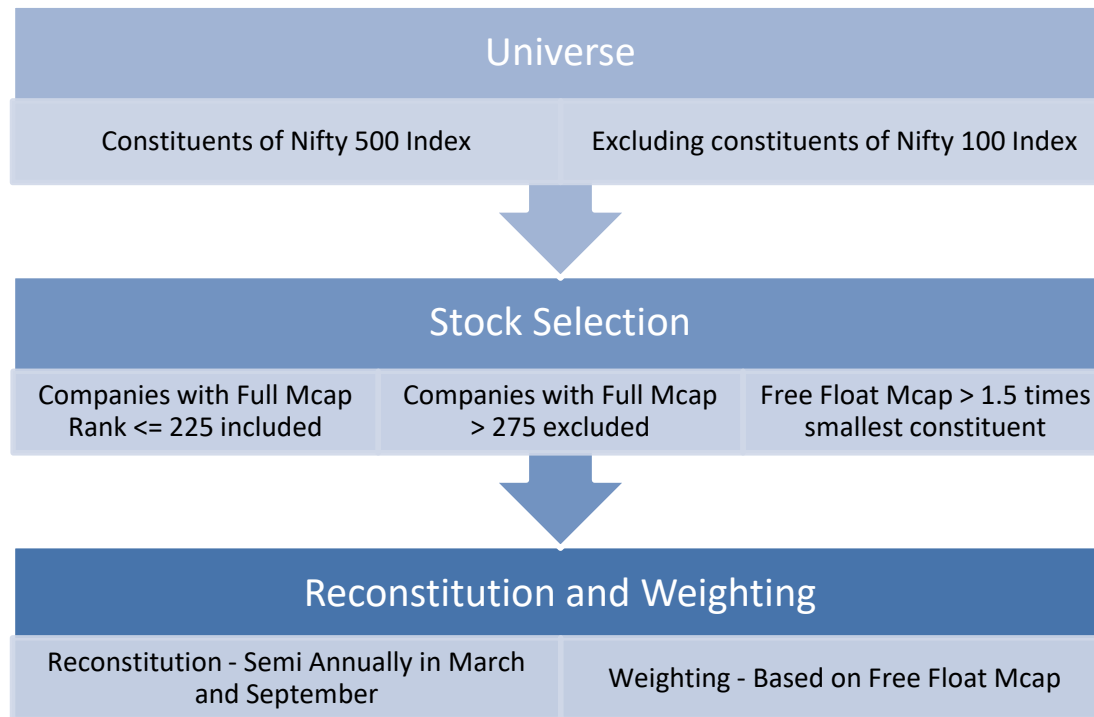 Universe
Constituents of Nifty 500 Index
Excluding constituents of Nifty 100 Index
Stock Selection
Companies with Full Mcap
Rank <= 225 included
Companies with Full Mcap
> 275 excluded
Free Float Mcap > 1.5 times
smallest constituent
Reconstitution and Weighting
Reconstitution - Semi Annually in March
and September
Weighting - Based on Free Float Mcap